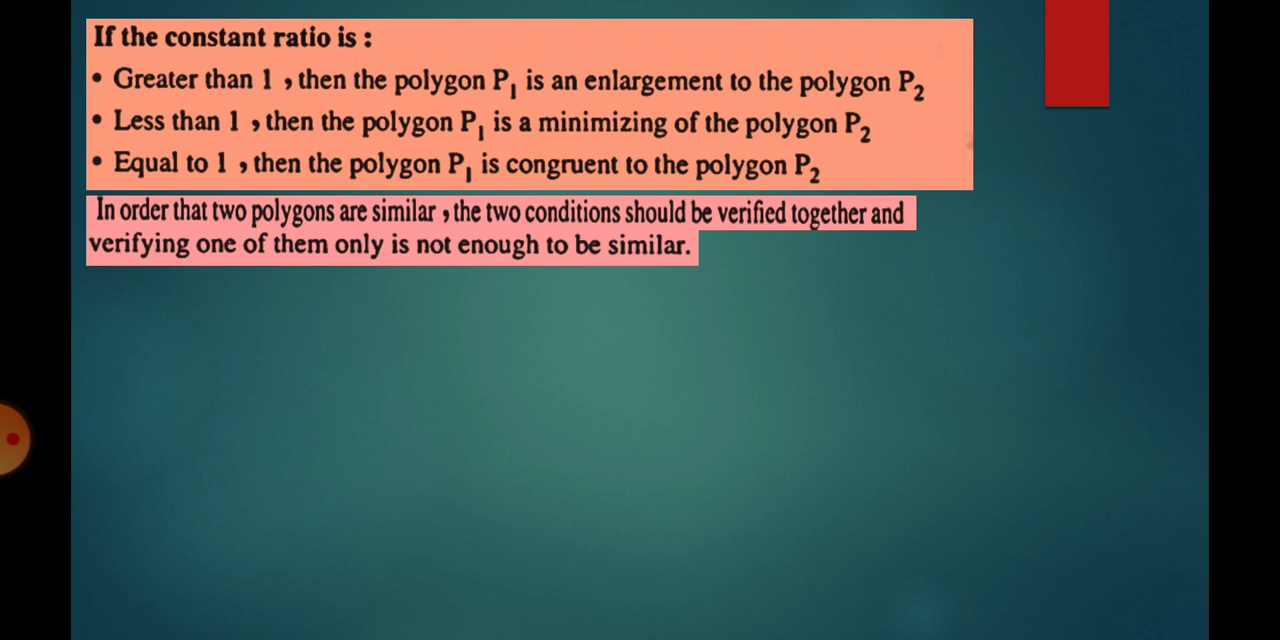 If the constant ratio is :
• Greater than 1 , then the polygon P₁ is an enlargement to the polygon P₂
• Less than 1 , then the polygon P₁ is a minimizing of the polygon P₂
• Equal to 1 , then the polygon P₁ is congruent to the polygon P₂
In order that two polygons are similar , the two conditions should be verified together and
verifying one of them only is not enough to be similar.